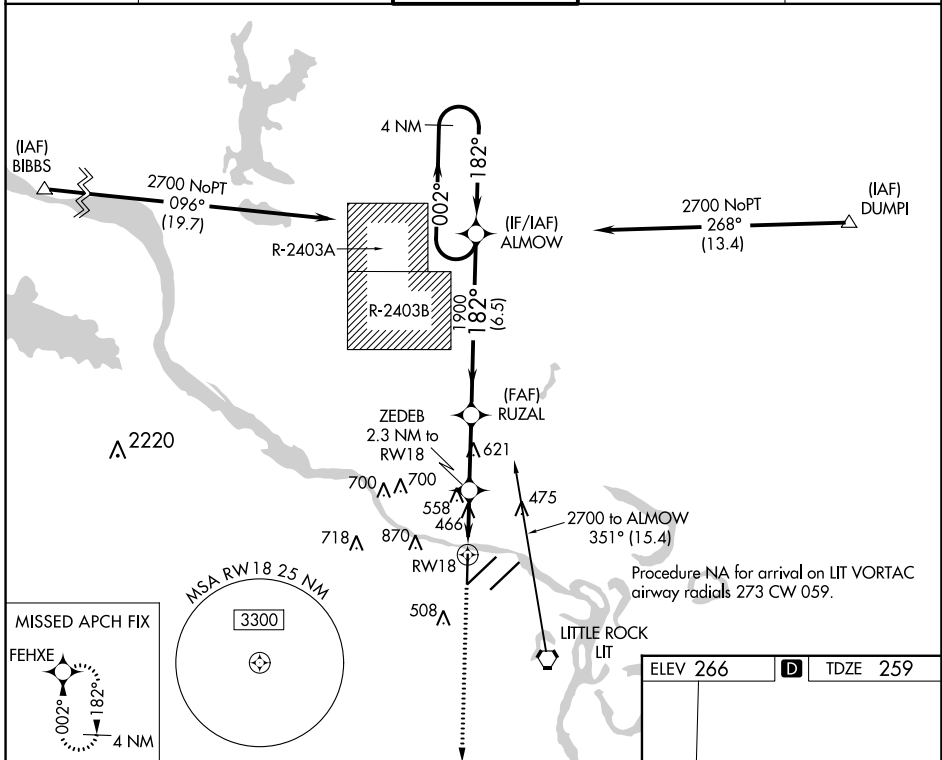 4 NM
182°
002°
(IAF)
BIBBS
2700 NoPT
096°
(19.7)
R-2403A
(IF/IAF)
ALMOW
2700 NoPT
268°
(13.4)
(IAF)
DUMPI
R-2403B
1900
182°
(6.5)
(FAF)
RUZAL
ZEDEB
2.3 NM to
RW18
621
2220
700
700
558
466
475
2700 to ALMOW
351° (15.4)
718
870
RW18
Procedure NA for arrival on LIT VORTAC
airway radials 273 CW 059.
MSA RW18 25 NM
3300
508
LITTLE ROCK
LIT
MISSED APCH FIX
FEHXE
002°
182°
4 NM
ELEV 266 D TDZE 259